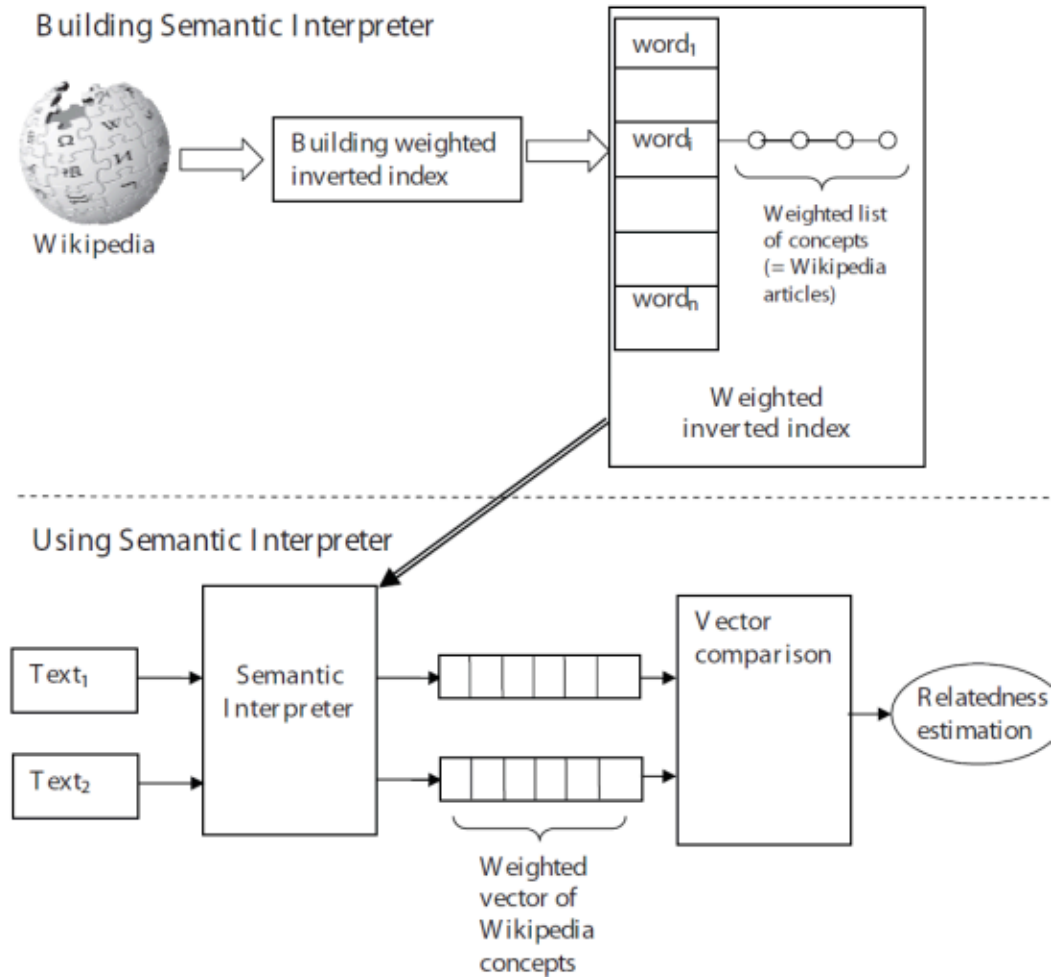 Building Semantic Interpreter
word1
wordi
wordn
Building weighted
inverted index
Wikipedia
Weighted list
of concepts
(= Wikipedia
articles)
Weighted
inverted index
Using Semantic Interpreter
Text1
Text2
Semantic
Interpreter
Vector
comparison
Relatedness
estimation
Weighted
vector of
Wikipedia
concepts